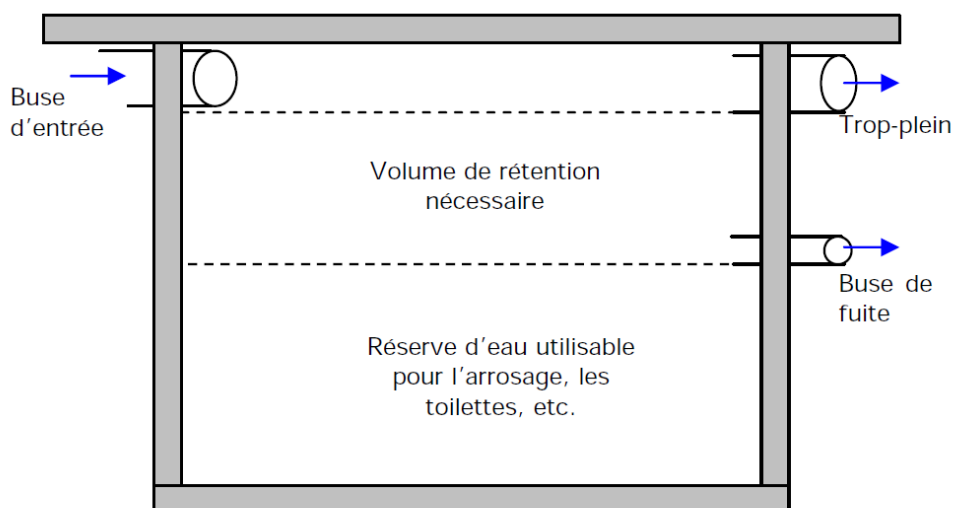 Buse
d'entrée
Trop-plein
Volume de rétention
nécessaire
Buse de
fuite
Réserve d'eau utilisable
pour l'arrosage, les
toilettes, etc.